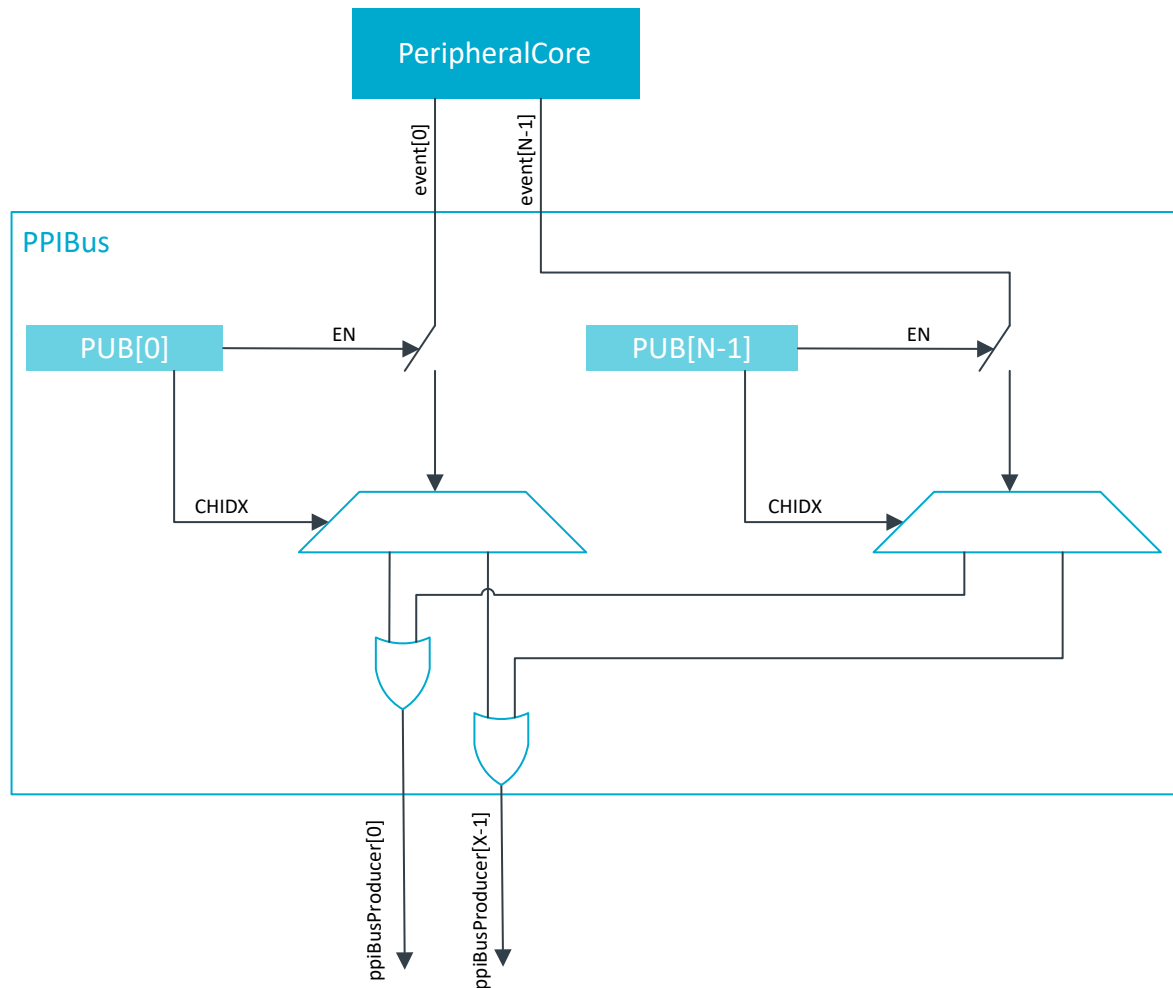 PeripheralCore
event[0]
event[N-1]
PPIBus
PUB[0]
EN
PUB[N-1]
EN
CHIDX
CHIDX
ppiBusProducer[0]
ppiBusProducer[X-1]